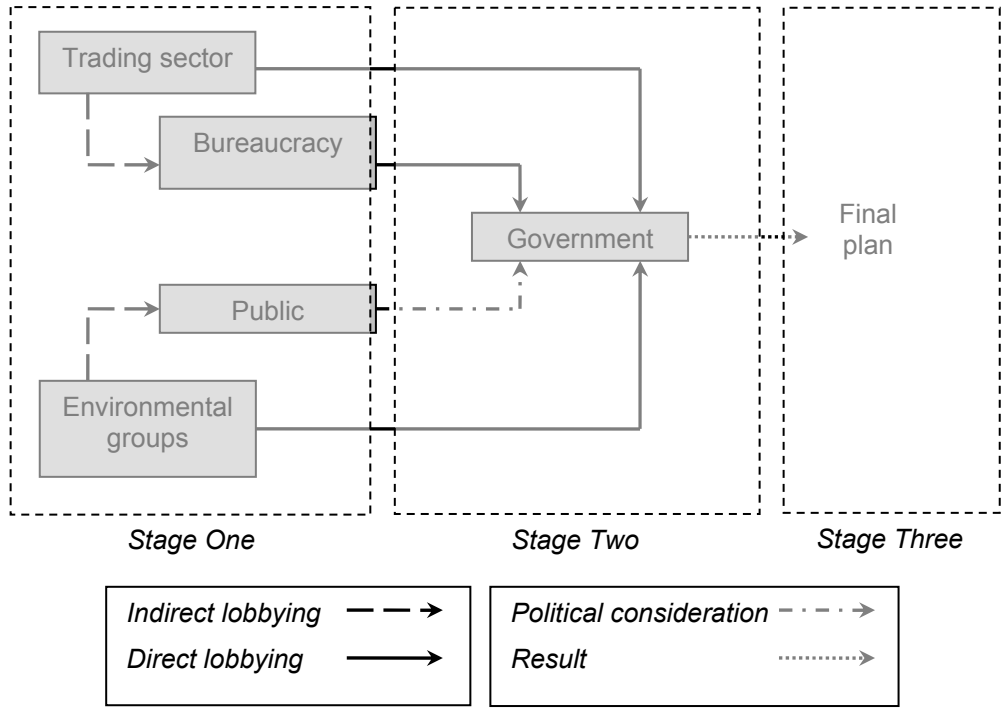 Trading sector
Bureaucracy
Government
Final
plan
Public
Environmental
groups
Stage One
Stage Two
Stage Three
Indirect lobbying
Direct lobbying
Political consideration
Result